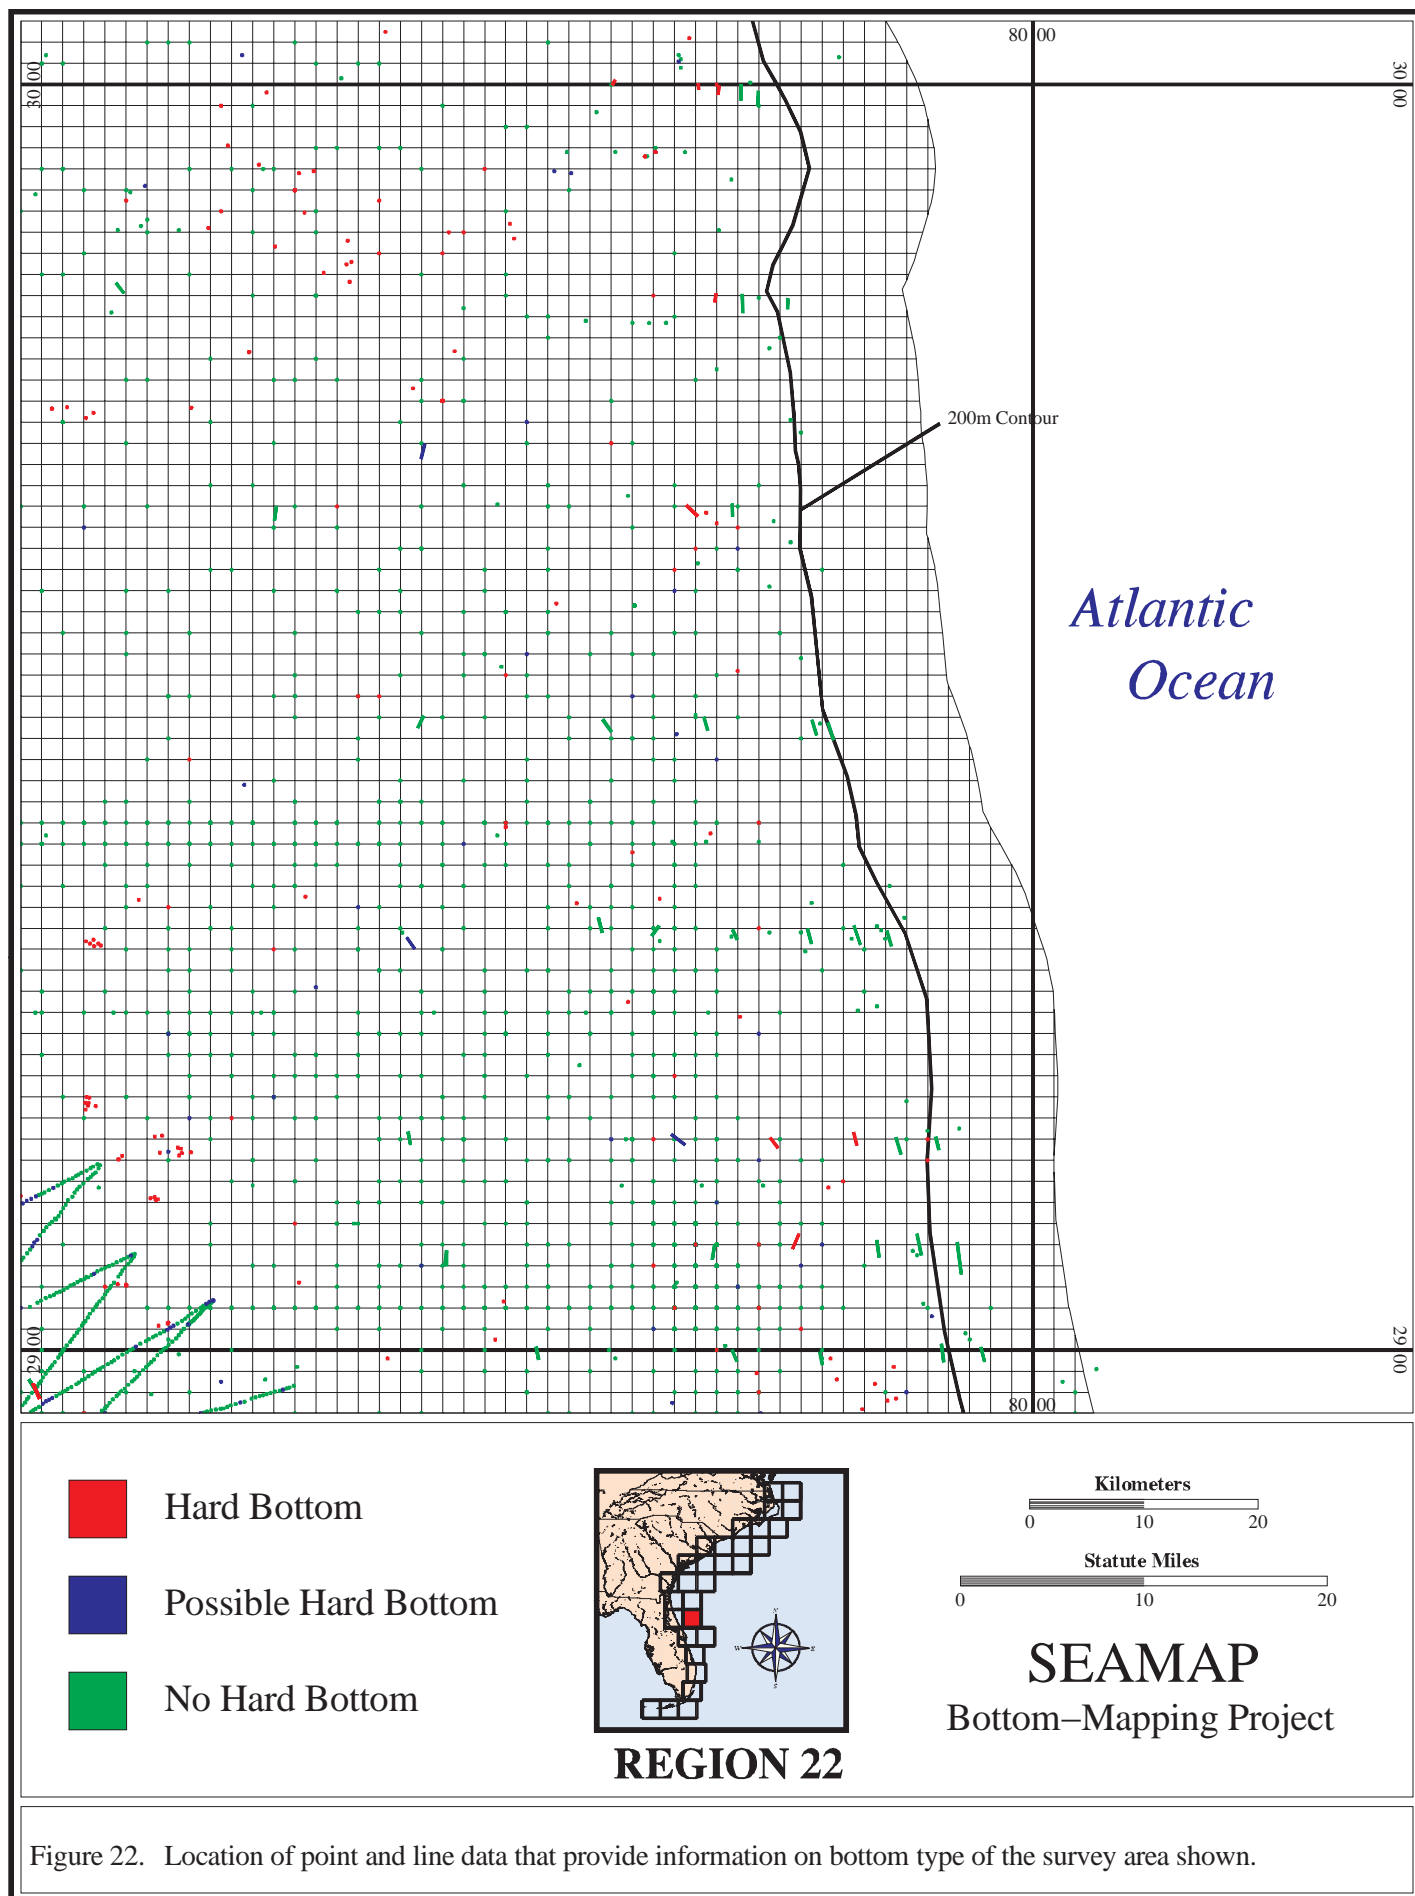 80 00
30 00
30 00
200m Contour
Atlantic
Ocean
29 00
29 00
80 00
Hard Bottom
Possible Hard Bottom
No Hard Bottom
N
W
E
S
REGION 22
Kilometers
0 10 20
Statute Miles
0 10 20
SEAMAP
Bottom−Mapping Project
Figure 22. Location of point and line data that provide information on bottom type of the survey area shown.